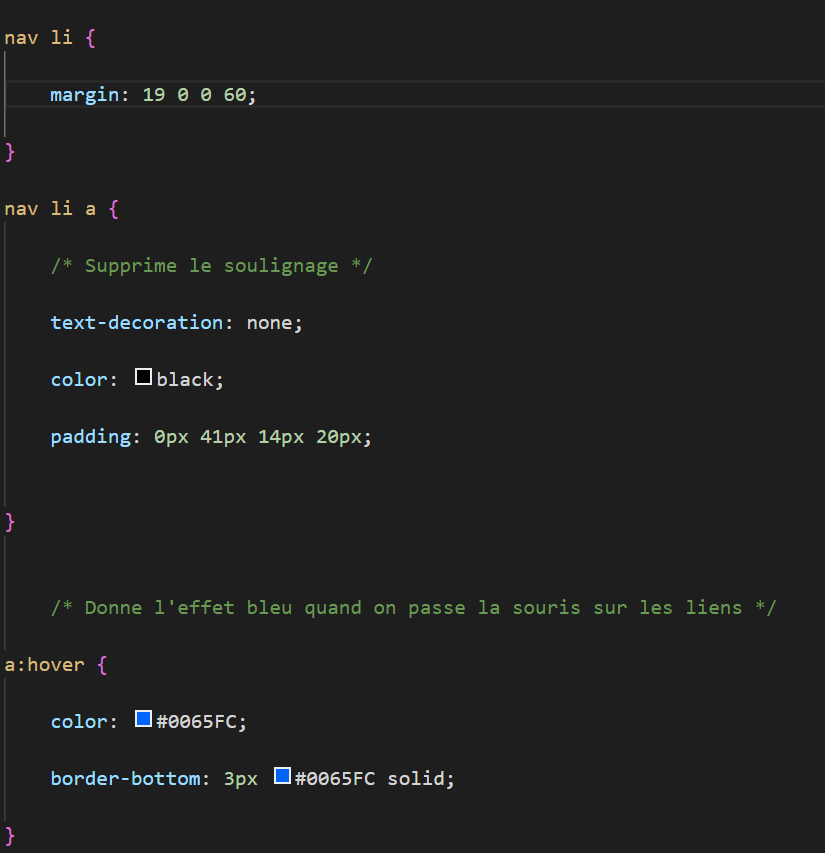 nav li {
margin: 19 0 0 60;
}
nav li a {
/* Supprime le soulignage */
text-decoration: none;
color: black;
padding: 0px 41px 14px 20px;
}
/* Donne l'effet bleu quand on passe la souris sur les liens */
a:hover {
color: #0065FC;
border-bottom: 3px #0065FC solid;
}